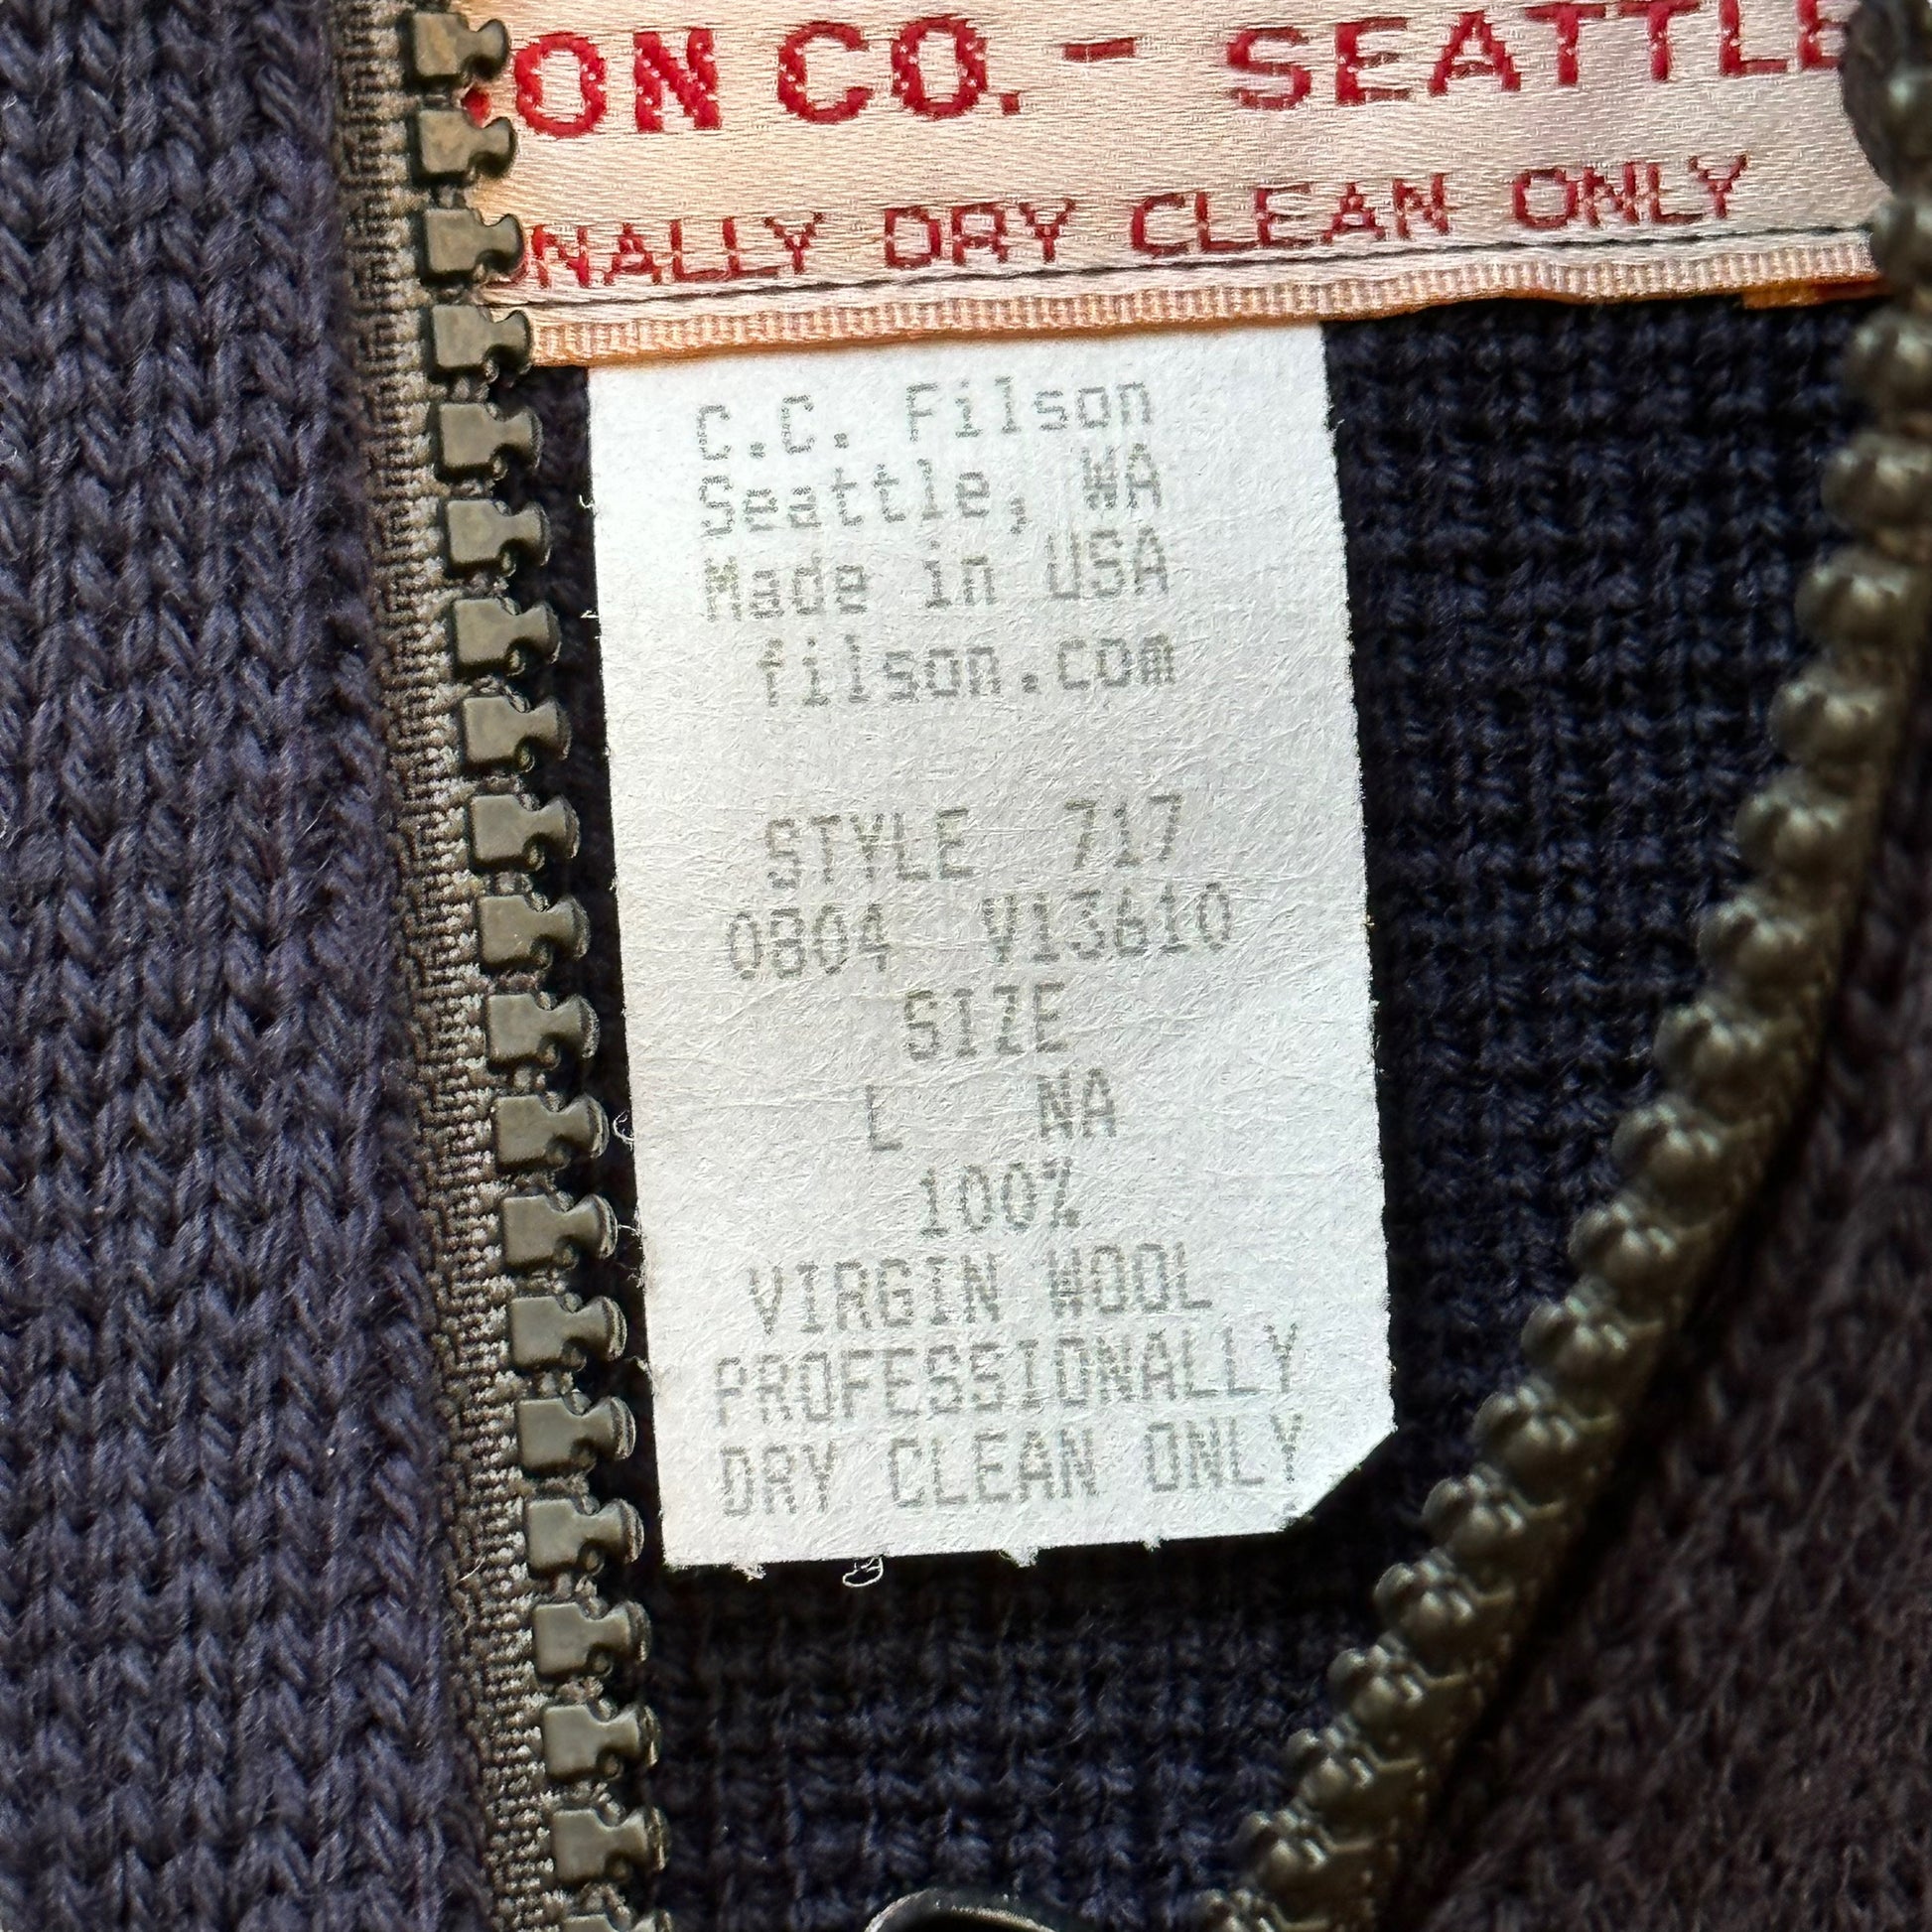 ON CO. - SEATTLE
NALLY DRY CLEAN ONLY
C.C. Filson
Seattle, WA
Made in USA
filson.com
STYLE 717
0804 V13610
SIZE
L NA
100%
VIRGIN WOOL
PROFESSIONALLY
DRY CLEAN ONLY